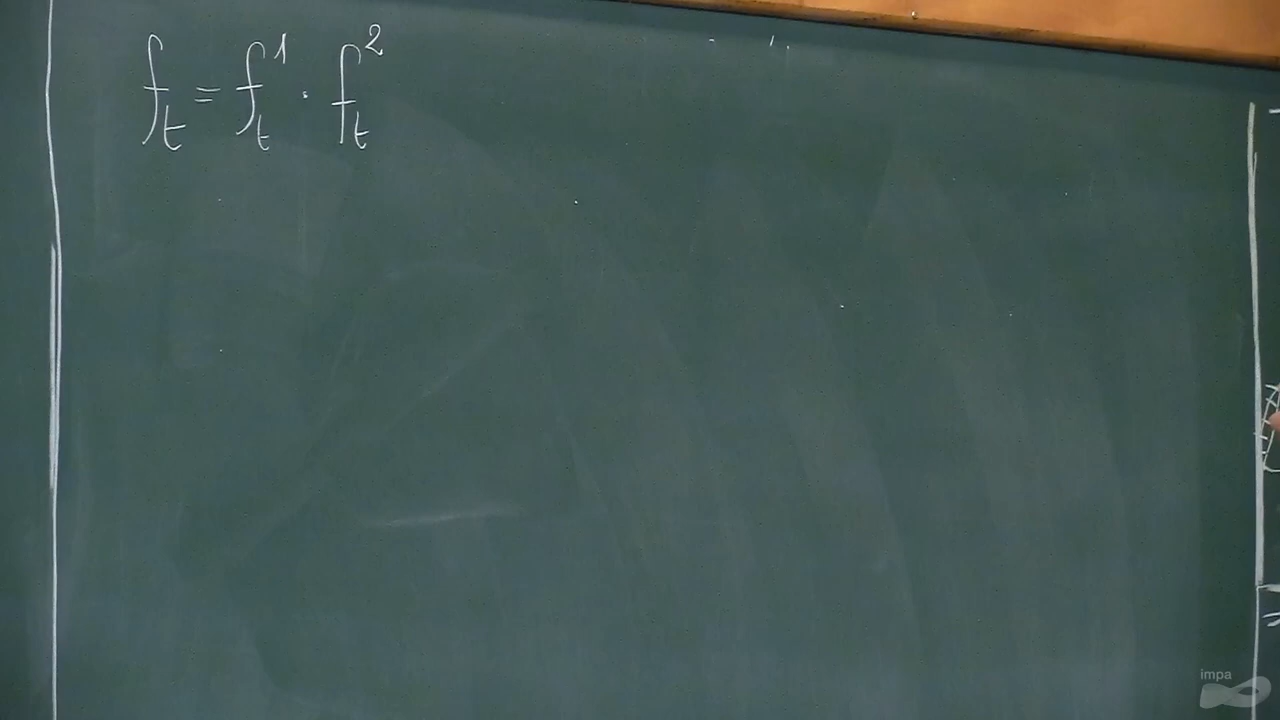 f_t = f_t^1 · f_t^2
impa